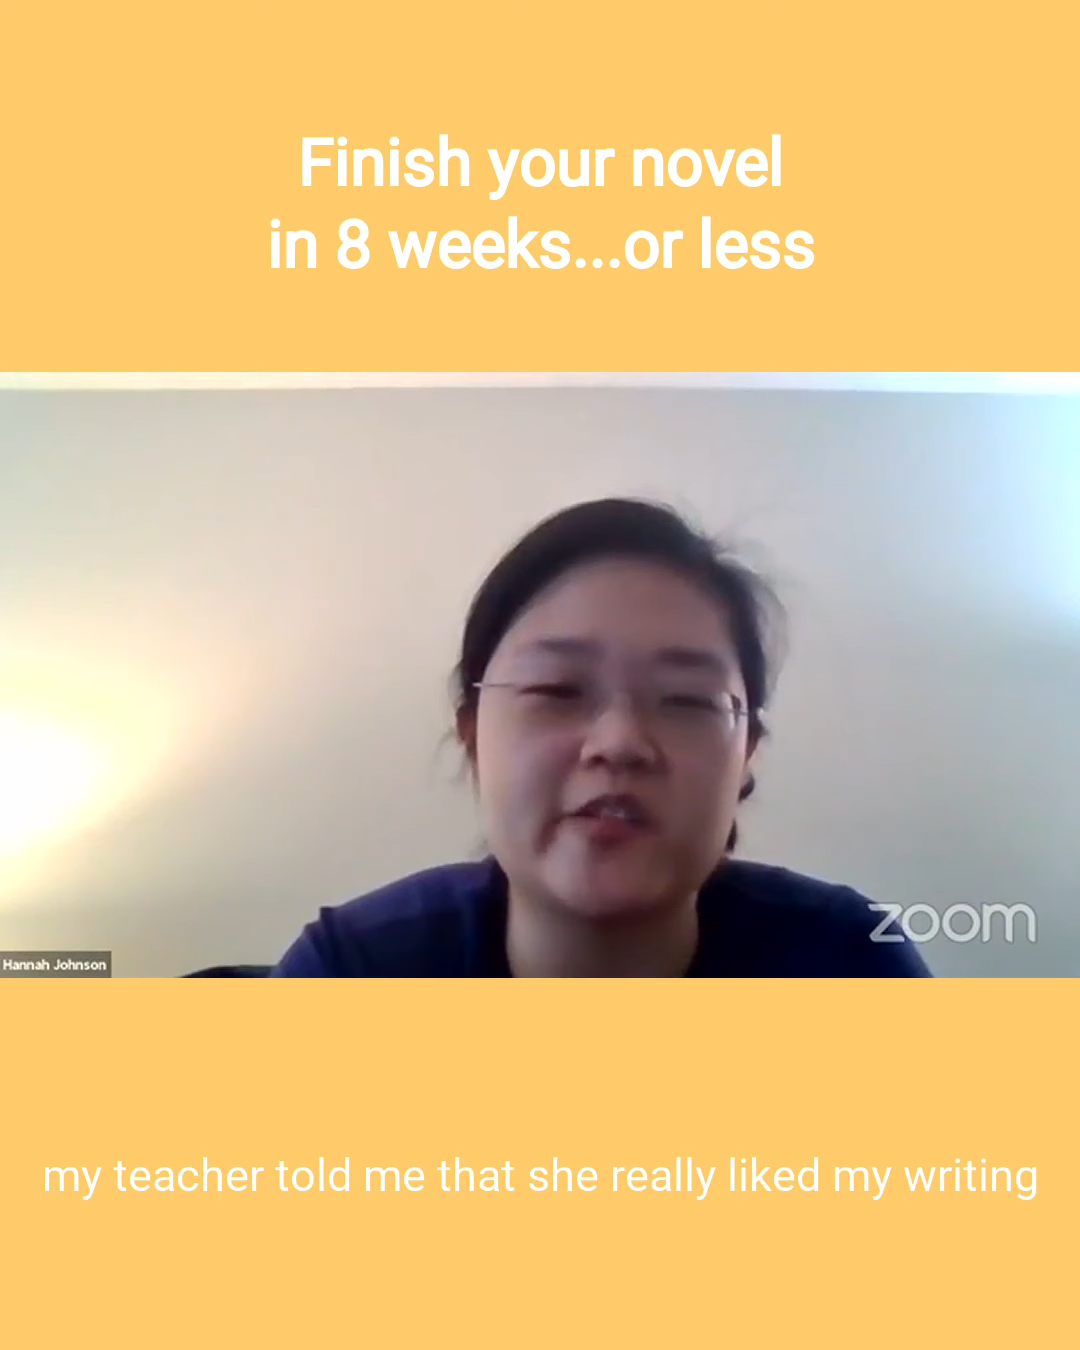 Finish your novel
in 8 weeks...or less
zoom
Hannah Johnson
my teacher told me that she really liked my writing